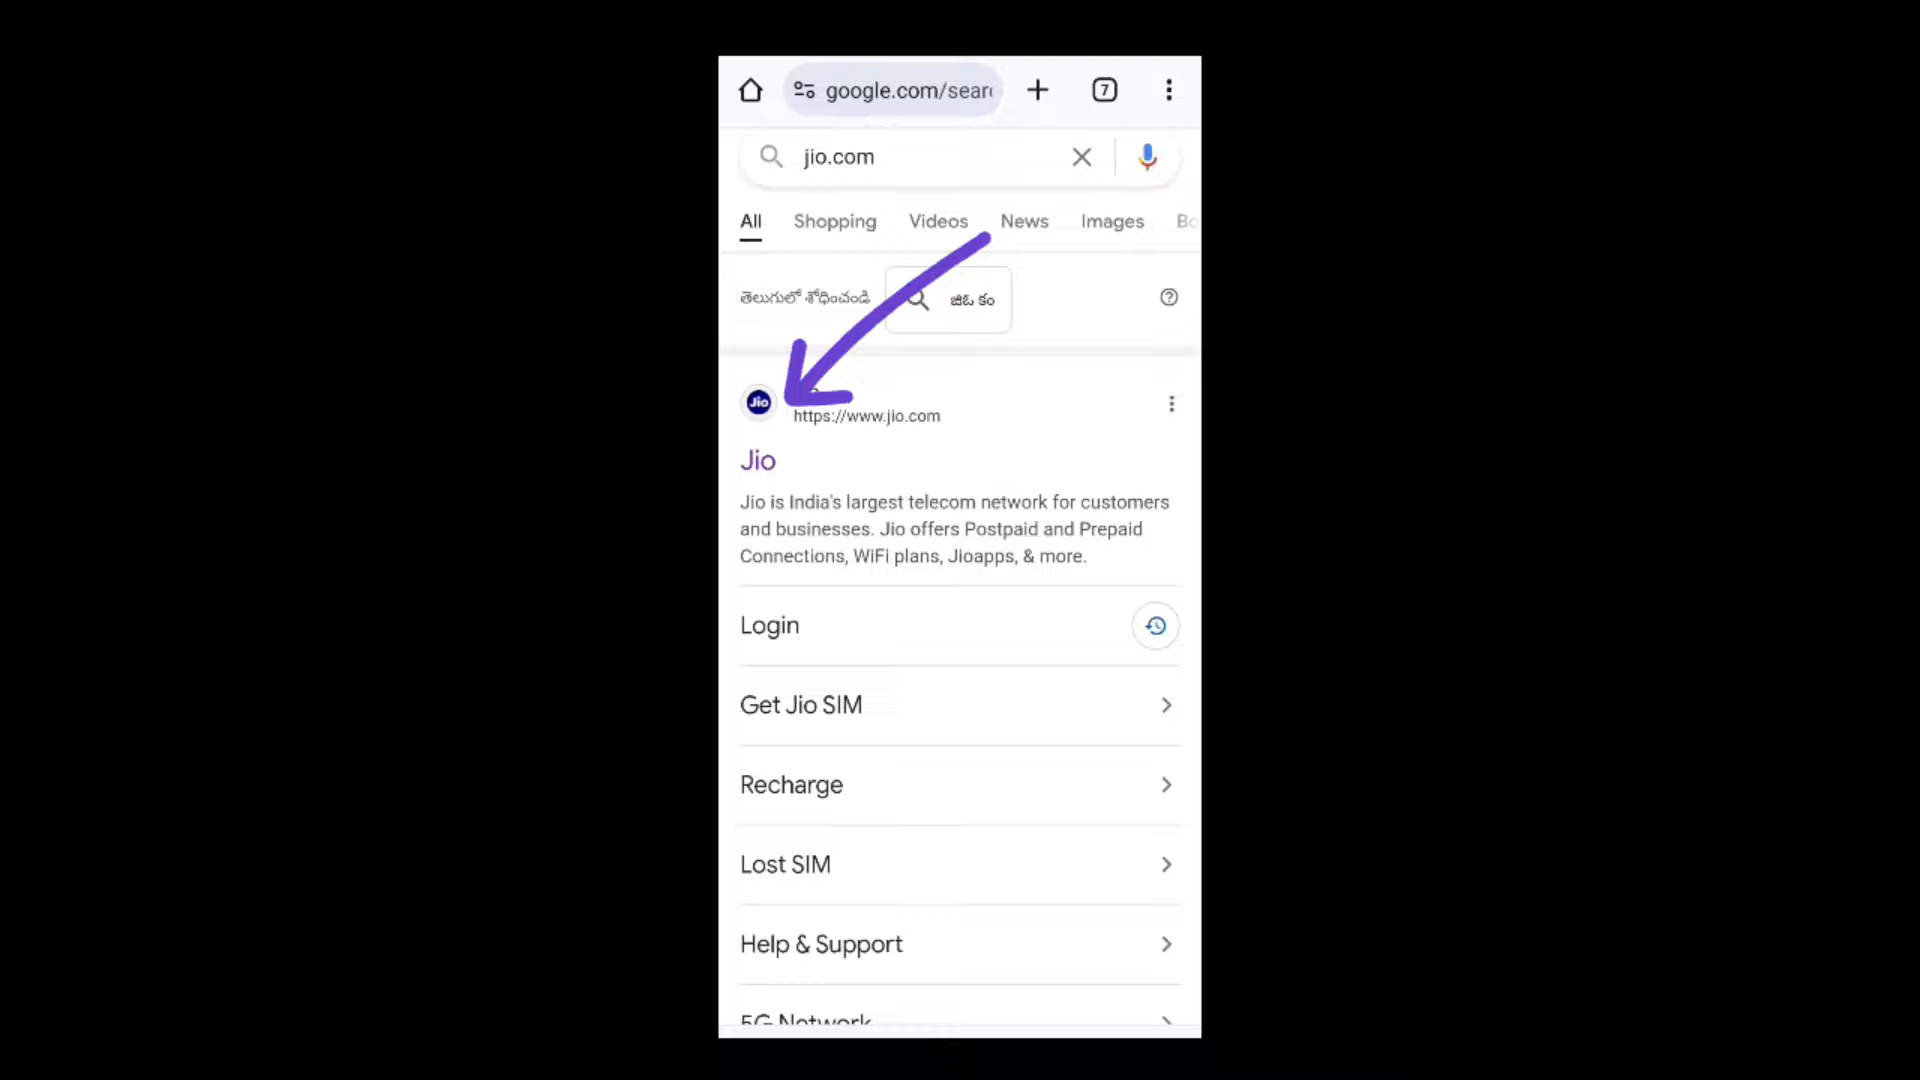 google.com/sear
7
jio.com
All Shopping Videos News Images Bo
తెలుగులో శోధించండి జిఓ కం
Jio
https://www.jio.com
Jio
Jio is India's largest telecom network for customers
and businesses. Jio offers Postpaid and Prepaid
Connections, WiFi plans, Jioapps, & more.
Login
Get Jio SIM
Recharge
Lost SIM
Help & Support
5G Network